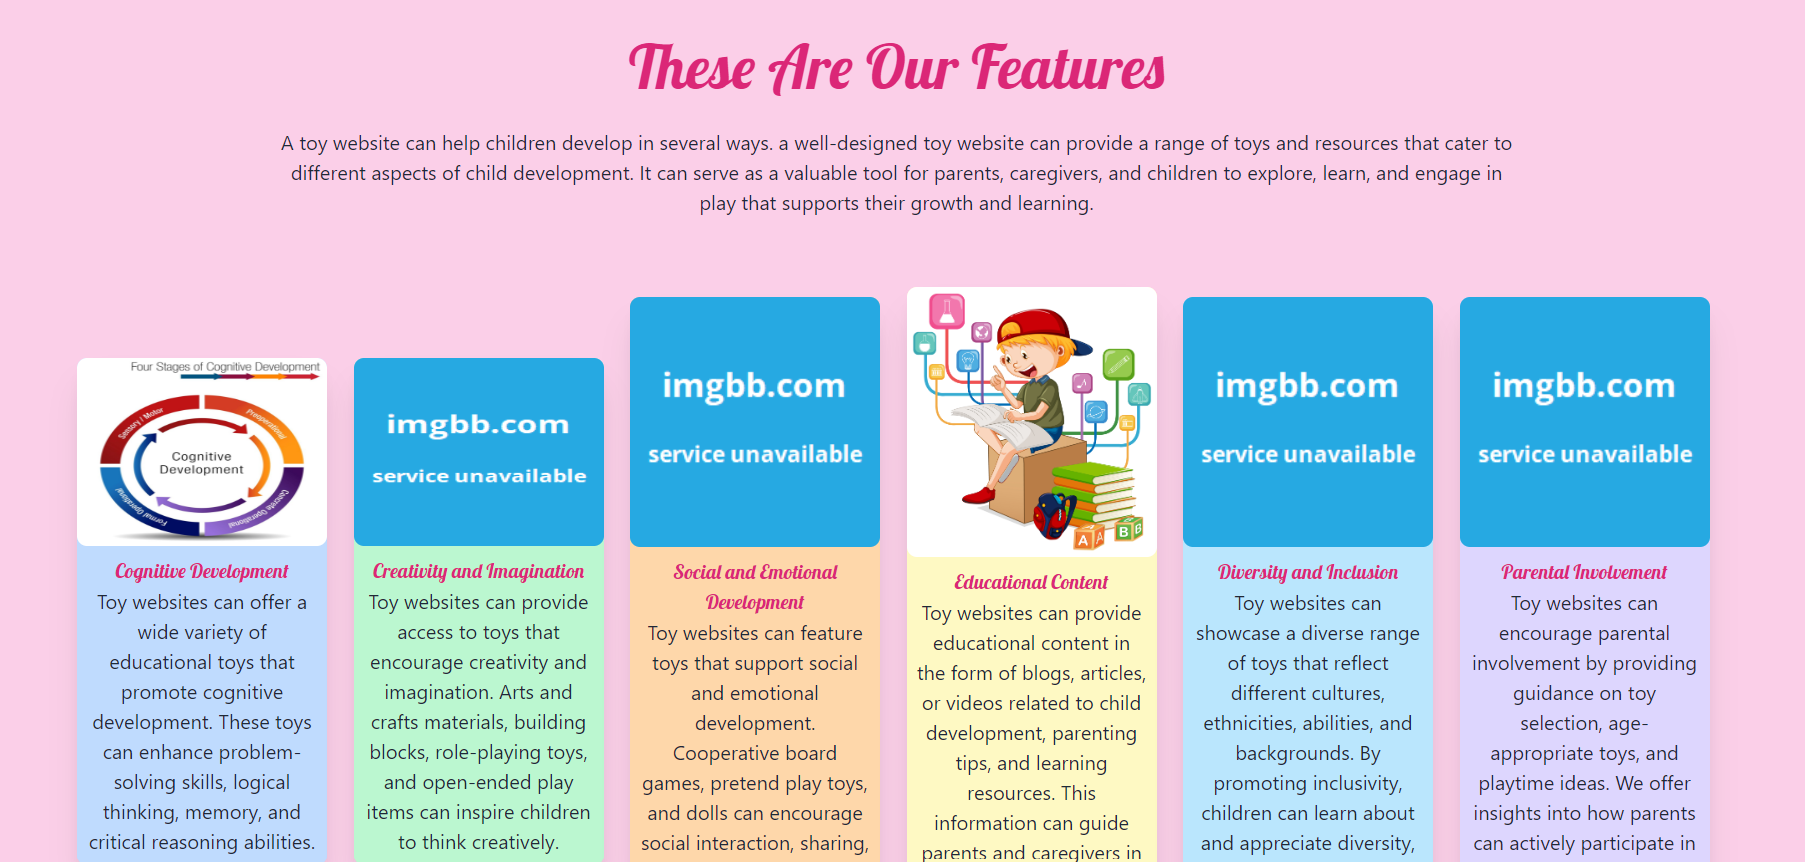 These Are Our Features
A toy website can help children develop in several ways. a well-designed toy website can provide a range of toys and resources that cater to
different aspects of child development. It can serve as a valuable tool for parents, caregivers, and children to explore, learn, and engage in
play that supports their growth and learning.
Four Stages of Cognitive Development
Sensory / Motor
Preoperational
Cognitive
Development
Formal Operational
Concrete Operational
Cognitive Development
Toy websites can offer a
wide variety of
educational toys that
promote cognitive
development. These toys
can enhance problem-
solving skills, logical
thinking, memory, and
critical reasoning abilities.
imgbb.com
service unavailable
Creativity and Imagination
Toy websites can provide
access to toys that
encourage creativity and
imagination. Arts and
crafts materials, building
blocks, role-playing toys,
and open-ended play
items can inspire children
to think creatively.
imgbb.com
service unavailable
Social and Emotional
Development
Toy websites can feature
toys that support social
and emotional
development.
Cooperative board
games, pretend play toys,
and dolls can encourage
social interaction, sharing,
A
B
B
Educational Content
Toy websites can provide
educational content in
the form of blogs, articles,
or videos related to child
development, parenting
tips, and learning
resources. This
information can guide
parents and caregivers in
imgbb.com
service unavailable
Diversity and Inclusion
Toy websites can
showcase a diverse range
of toys that reflect
different cultures,
ethnicities, abilities, and
backgrounds. By
promoting inclusivity,
children can learn about
and appreciate diversity,
imgbb.com
service unavailable
Parental Involvement
Toy websites can
encourage parental
involvement by providing
guidance on toy
selection, age-
appropriate toys, and
playtime ideas. We offer
insights into how parents
can actively participate in